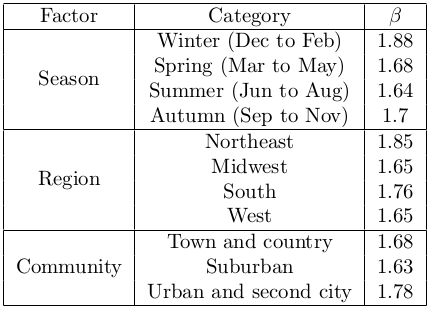 Factor Category β
Winter (Dec to Feb) 1.88
Spring (Mar to May) 1.68
Season
Summer (Jun to Aug) 1.64
Autumn (Sep to Nov) 1.7
Northeast 1.85
Midwest 1.65
Region
South 1.76
West 1.65
Town and country 1.68
Community Suburban 1.63
Urban and second city 1.78